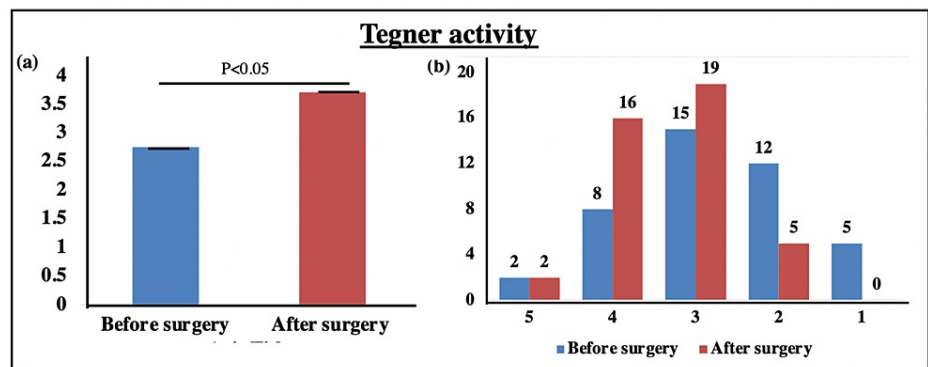 Tegner activity
(a)
P<0.05
4
3.5
3
2.5
2
1.5
1
0.5
0
Before surgery After surgery
(b)
20
16
12
8
4
0
2 2 8 16 15 19 12 5 5 0
5 4 3 2 1
Before surgery After surgery